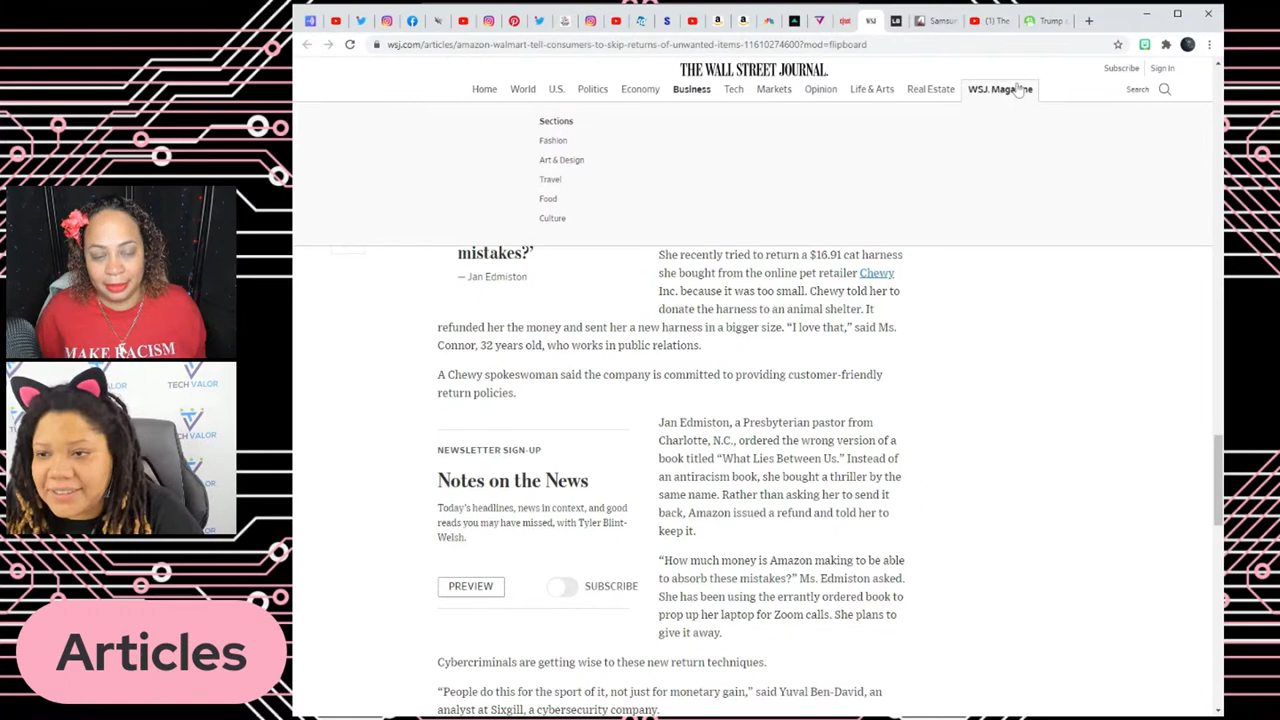 Samsun
(1) The
Trump
wsj.com/articles/amazon-walmart-tell-consumers-to-skip-returns-of-unwanted-items-11610274600?mod=flipboard
THE WALL STREET JOURNAL.
Subscribe Sign In
Home World U.S. Politics Economy Business Tech Markets Opinion Life & Arts Real Estate WSJ. Magazine
Search
Sections
Fashion
Art & Design
Travel
Food
Culture
mistakes?’
— Jan Edmiston
She recently tried to return a $16.91 cat harness
she bought from the online pet retailer Chewy
Inc. because it was too small. Chewy told her to
donate the harness to an animal shelter. It
refunded her the money and sent her a new harness in a bigger size. “I love that,” said Ms.
Connor, 32 years old, who works in public relations.
A Chewy spokeswoman said the company is committed to providing customer-friendly
return policies.
NEWSLETTER SIGN-UP
Notes on the News
Today’s headlines, news in context, and good
reads you may have missed, with Tyler Blint-
Welsh.
PREVIEW SUBSCRIBE
Jan Edmiston, a Presbyterian pastor from
Charlotte, N.C., ordered the wrong version of a
book titled “What Lies Between Us.” Instead of
an antiracism book, she bought a thriller by the
same name. Rather than asking her to send it
back, Amazon issued a refund and told her to
keep it.
“How much money is Amazon making to be able
to absorb these mistakes?” Ms. Edmiston asked.
She has been using the errantly ordered book to
prop up her laptop for Zoom calls. She plans to
give it away.
Cybercriminals are getting wise to these new return techniques.
“People do this for the sport of it, not just for monetary gain,” said Yuval Ben-David, an
analyst at Sixgill, a cybersecurity company.
MAKE RACISM
TECH VALOR
Articles